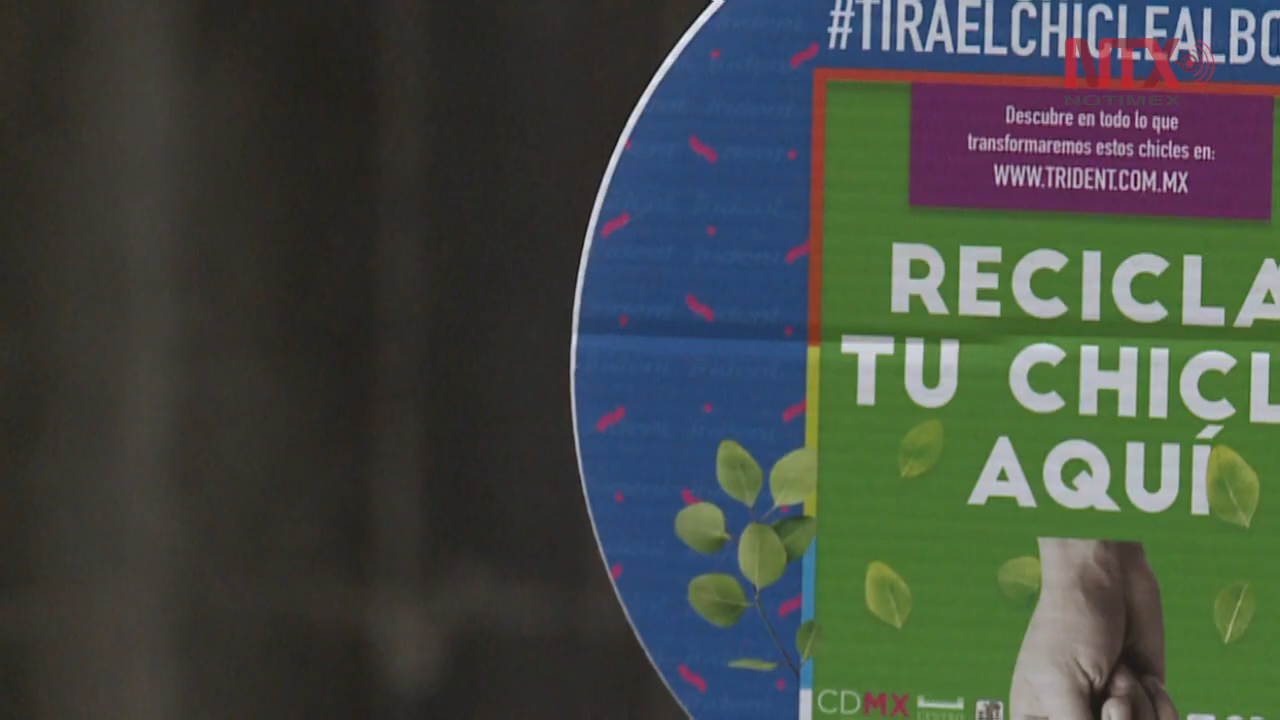 #TIRAELCHICLEALBO
NTX
NOTIMEX
Descubre en todo lo que
transformaremos estos chicles en:
WWW.TRIDENT.COM.MX
RECICLA
TU CHICL
AQUÍ
CDMX